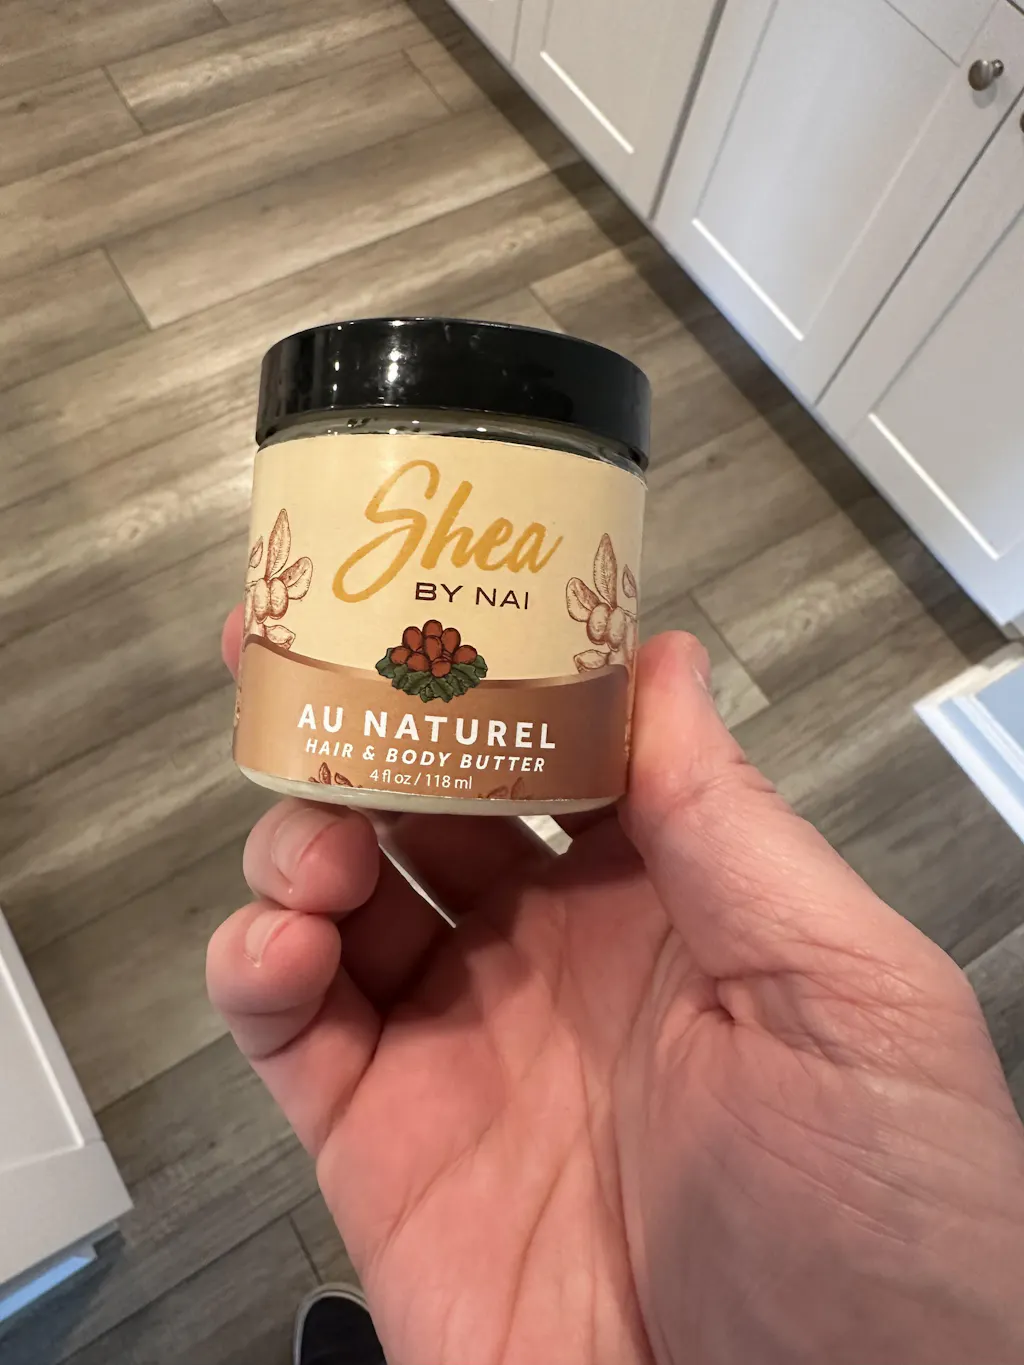 Shea
BY NAI
AU NATUREL
HAIR & BODY BUTTER
4 fl oz / 118 ml